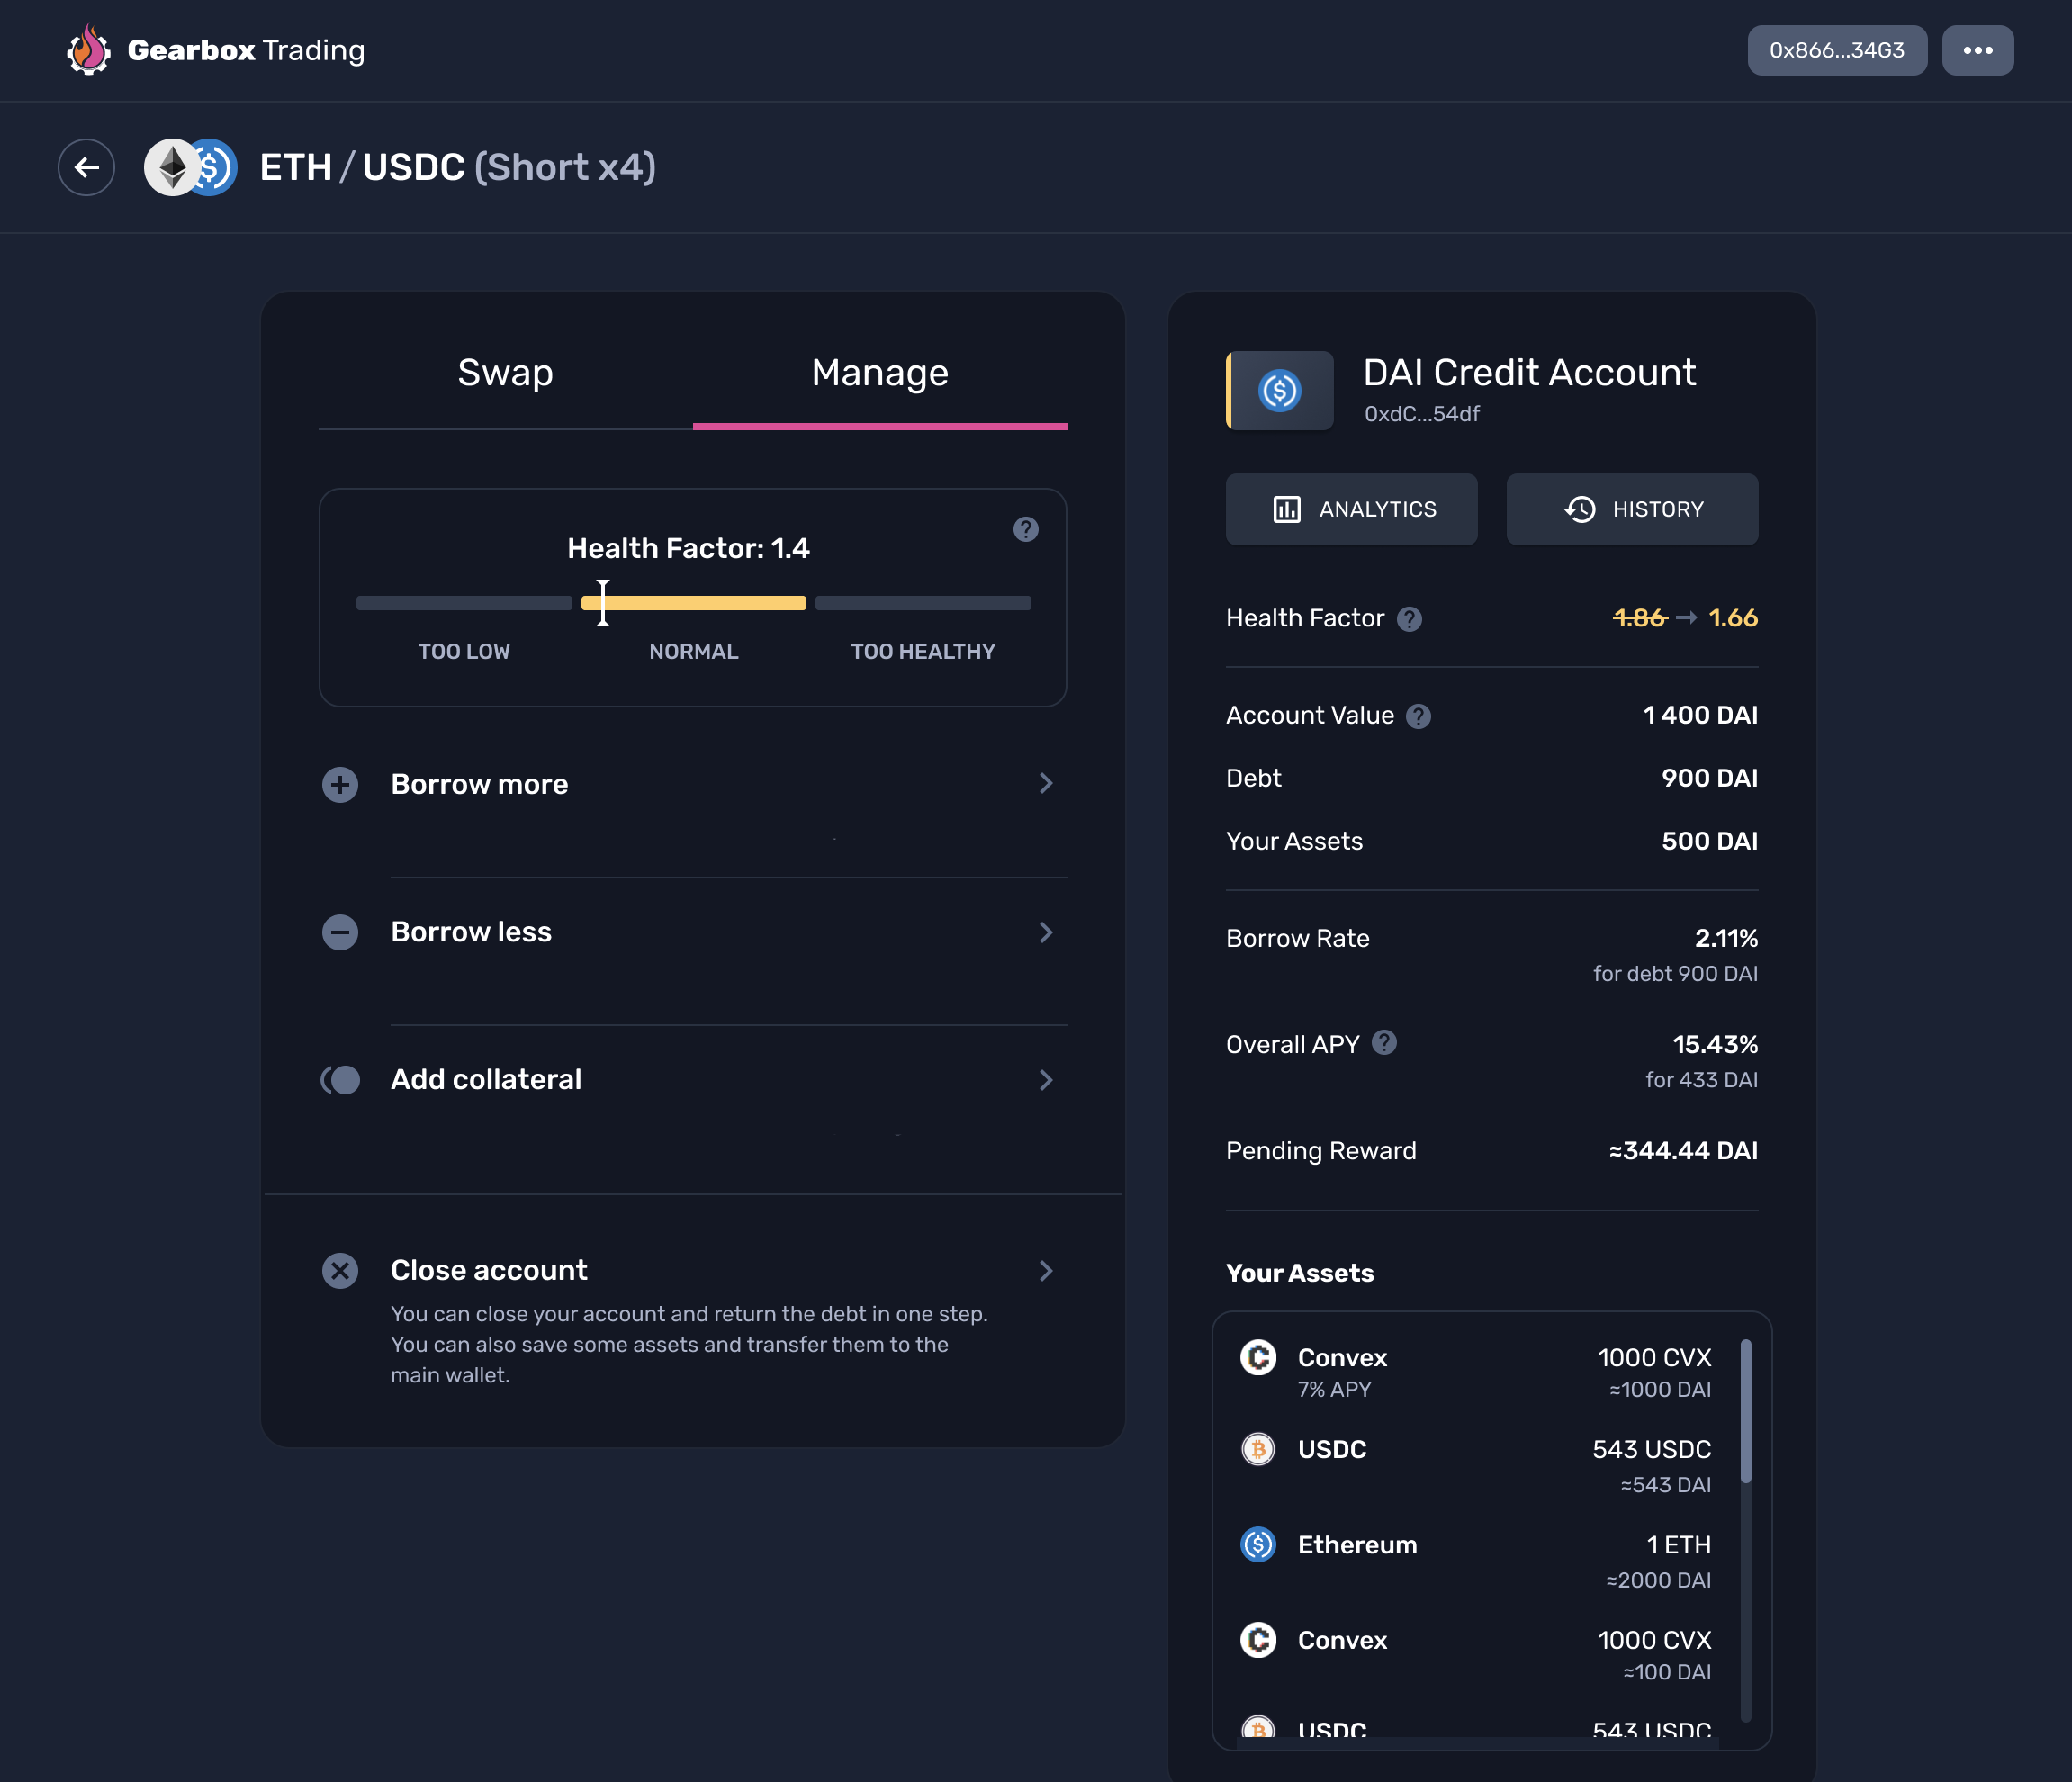 Gearbox Trading
0x866...34G3
ETH / USDC (Short x4)
Swap
Manage
Health Factor: 1.4
TOO LOW
NORMAL
TOO HEALTHY
Borrow more
Borrow less
Add collateral
Close account
You can close your account and return the debt in one step.
You can also save some assets and transfer them to the
main wallet.
DAI Credit Account
0xdC...54df
ANALYTICS
HISTORY
Health Factor
1.86 → 1.66
Account Value
1 400 DAI
Debt
900 DAI
Your Assets
500 DAI
Borrow Rate
2.11%
for debt 900 DAI
Overall APY
15.43%
for 433 DAI
Pending Reward
≈344.44 DAI
Your Assets
Convex
1000 CVX
7% APY
≈1000 DAI
USDC
543 USDC
≈543 DAI
Ethereum
1 ETH
≈2000 DAI
Convex
1000 CVX
≈100 DAI
USDC
543 USDC